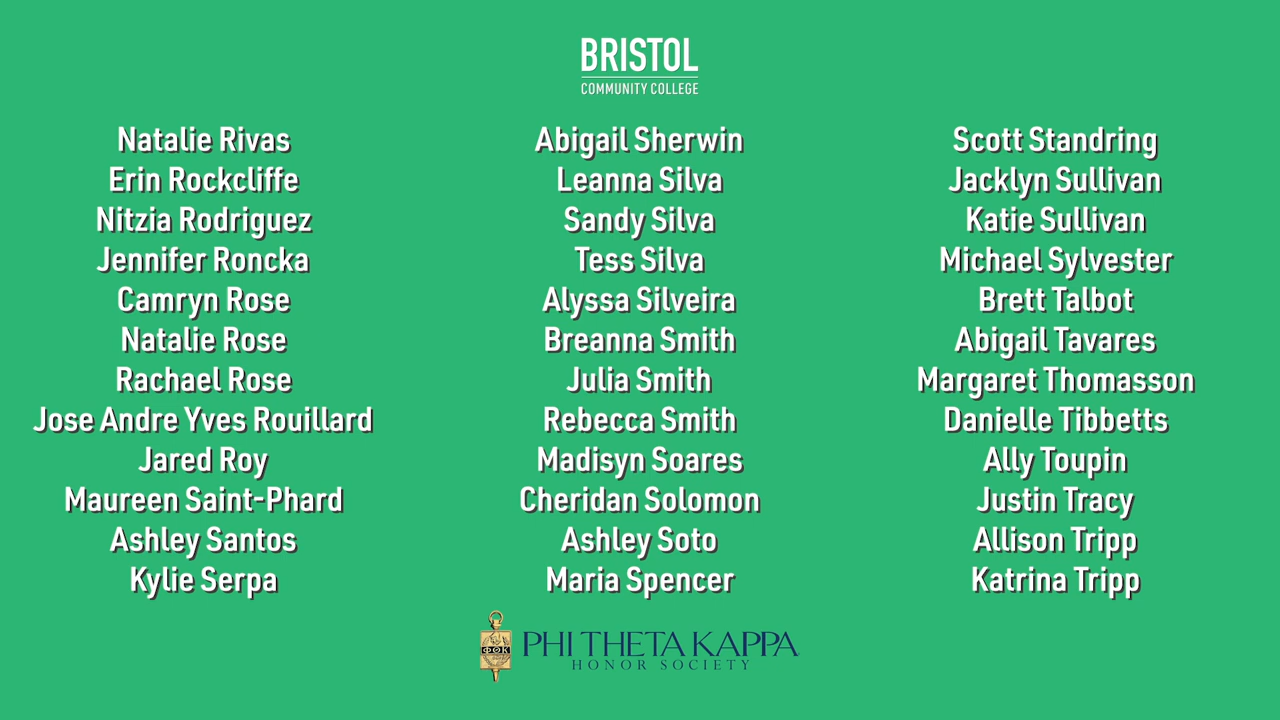 BRISTOL
COMMUNITY COLLEGE
Natalie Rivas
Erin Rockcliffe
Nitzia Rodriguez
Jennifer Roncka
Camryn Rose
Natalie Rose
Rachael Rose
Jose Andre Yves Rouillard
Jared Roy
Maureen Saint-Phard
Ashley Santos
Kylie Serpa
Abigail Sherwin
Leanna Silva
Sandy Silva
Tess Silva
Alyssa Silveira
Breanna Smith
Julia Smith
Rebecca Smith
Madisyn Soares
Cheridan Solomon
Ashley Soto
Maria Spencer
Scott Standring
Jacklyn Sullivan
Katie Sullivan
Michael Sylvester
Brett Talbot
Abigail Tavares
Margaret Thomasson
Danielle Tibbetts
Ally Toupin
Justin Tracy
Allison Tripp
Katrina Tripp
ΦΘΚ
PHI THETA KAPPA
HONOR SOCIETY